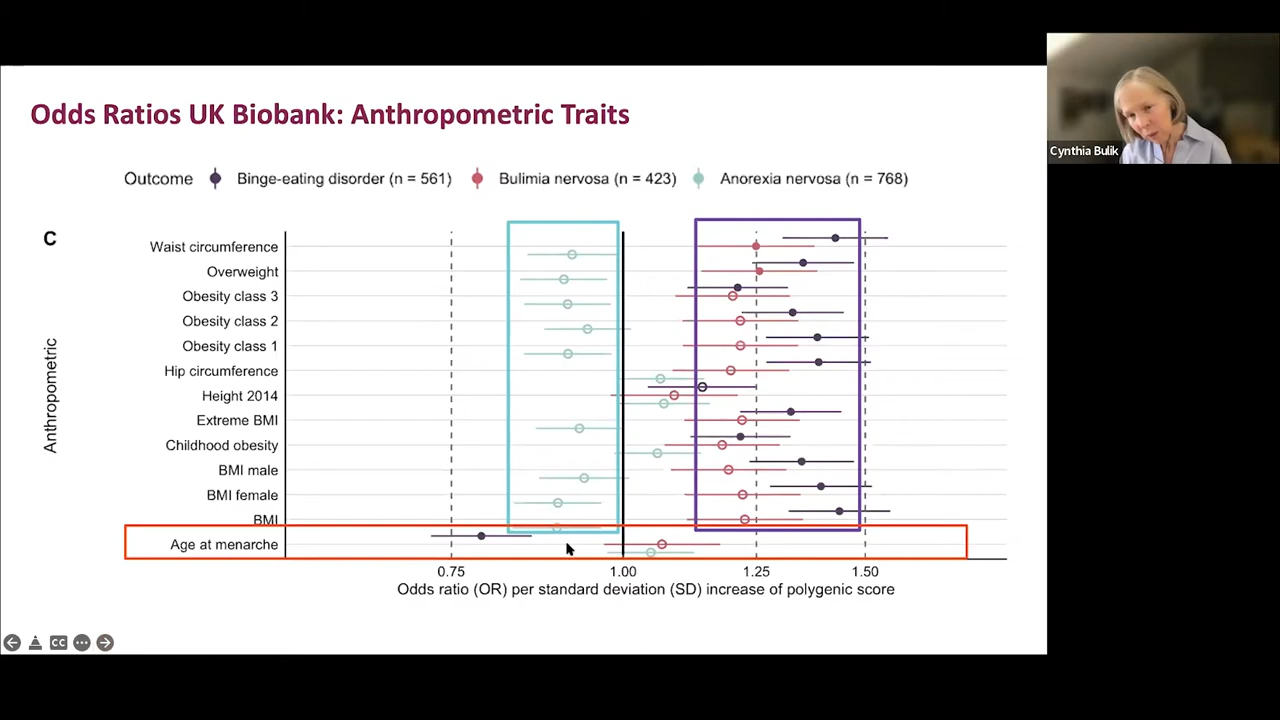 Odds Ratios UK Biobank: Anthropometric Traits
Cynthia Bulik
Outcome Binge-eating disorder (n = 561) Bulimia nervosa (n = 423) Anorexia nervosa (n = 768)
C
Anthropometric
Waist circumference
Overweight
Obesity class 3
Obesity class 2
Obesity class 1
Hip circumference
Height 2014
Extreme BMI
Childhood obesity
BMI male
BMI female
BMI
Age at menarche
0.75 1.00 1.25 1.50
Odds ratio (OR) per standard deviation (SD) increase of polygenic score
CC